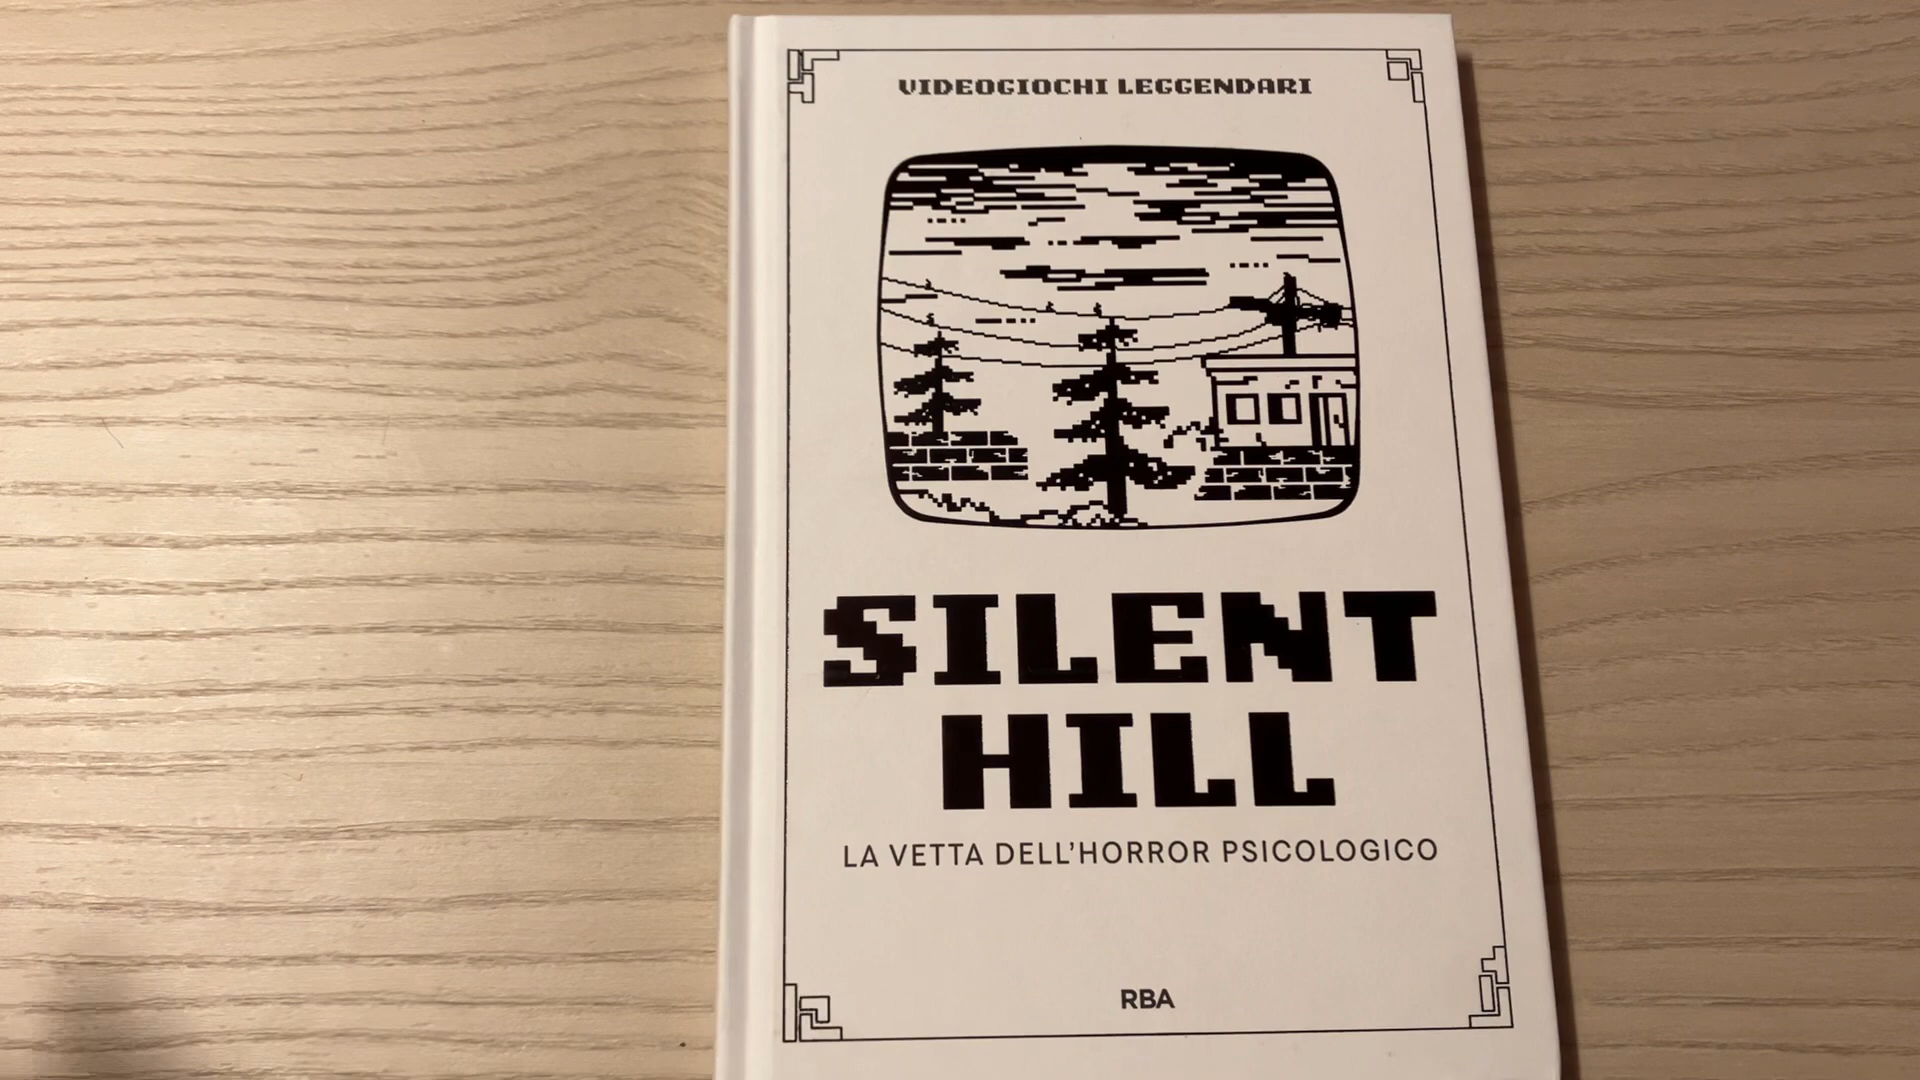 VIDEOGIOCHI LEGGENDARI
SILENT
HILL
LA VETTA DELL'HORROR PSICOLOGICO
RBA